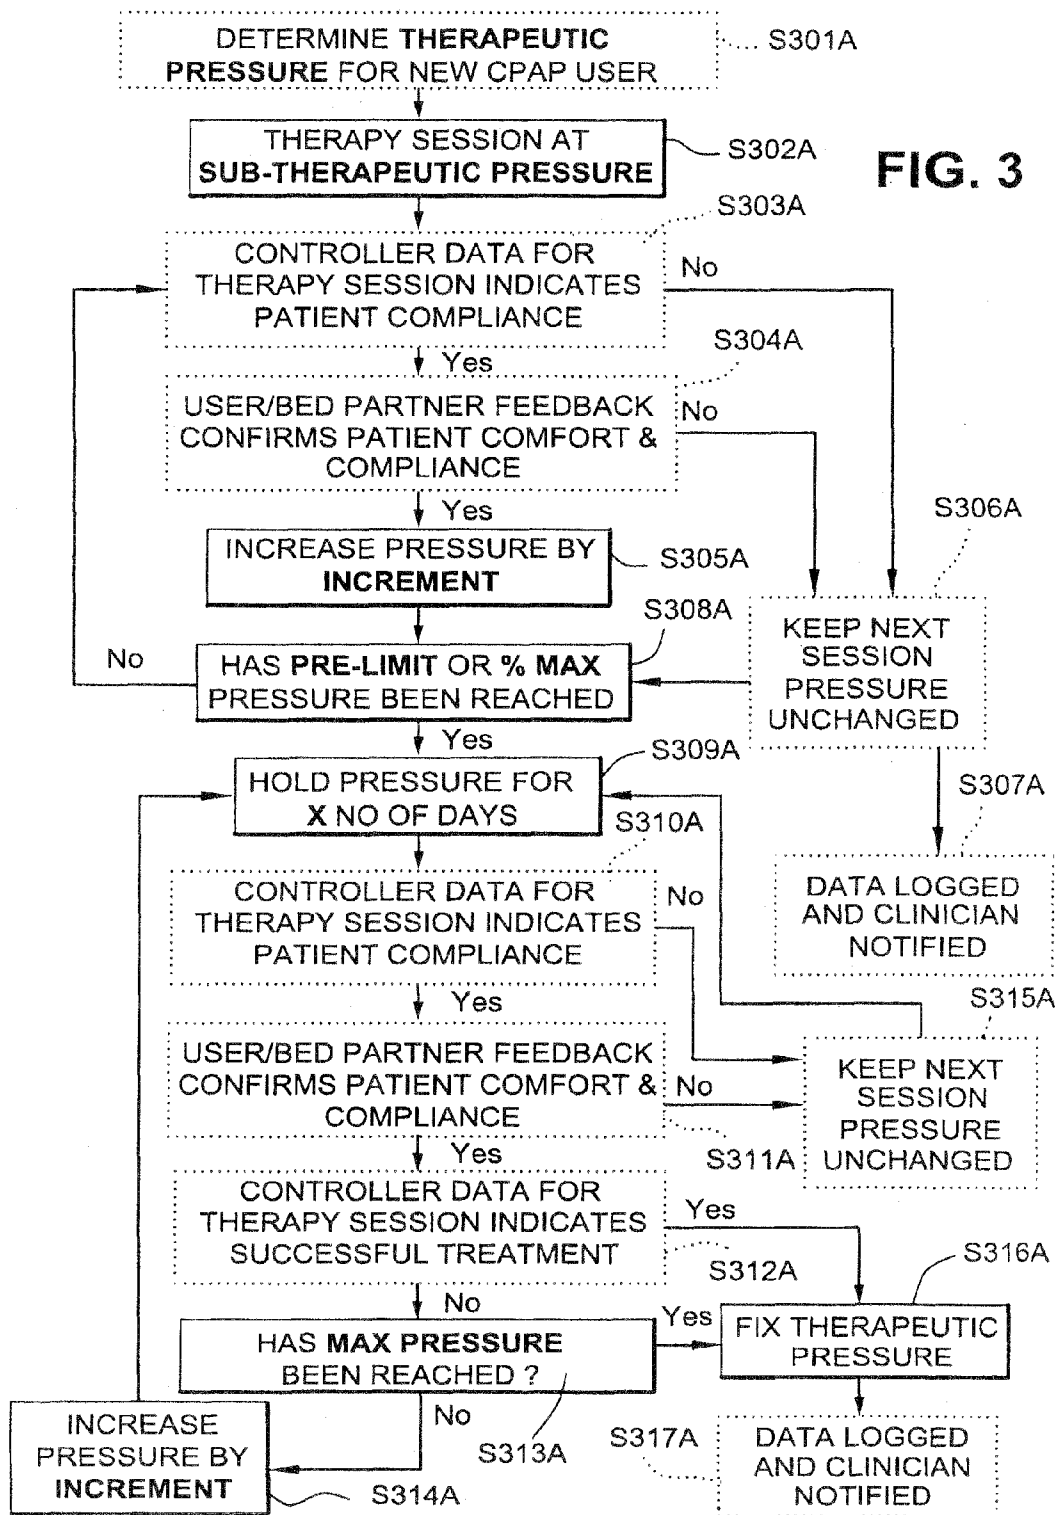 DETERMINE THERAPEUTIC
PRESSURE FOR NEW CPAP USER
S301A
THERAPY SESSION AT
SUB-THERAPEUTIC PRESSURE
S302A
FIG. 3
S303A
CONTROLLER DATA FOR
THERAPY SESSION INDICATES
PATIENT COMPLIANCE
No
Yes
S304A
USER/BED PARTNER FEEDBACK
CONFIRMS PATIENT COMFORT &
COMPLIANCE
No
Yes
S306A
INCREASE PRESSURE BY
INCREMENT
S305A
S308A
KEEP NEXT
SESSION
PRESSURE
UNCHANGED
No
HAS PRE-LIMIT OR % MAX
PRESSURE BEEN REACHED
Yes
S309A
HOLD PRESSURE FOR
X NO OF DAYS
S307A
S310A
DATA LOGGED
AND CLINICIAN
NOTIFIED
CONTROLLER DATA FOR
THERAPY SESSION INDICATES
PATIENT COMPLIANCE
No
Yes
S315A
USER/BED PARTNER FEEDBACK
CONFIRMS PATIENT COMFORT &
COMPLIANCE
No
KEEP NEXT
SESSION
PRESSURE
UNCHANGED
Yes
S311A
CONTROLLER DATA FOR
THERAPY SESSION INDICATES
SUCCESSFUL TREATMENT
Yes
S312A
S316A
No
HAS MAX PRESSURE
BEEN REACHED ?
Yes
FIX THERAPEUTIC
PRESSURE
No
S313A
INCREASE
PRESSURE BY
INCREMENT
S314A
S317A
DATA LOGGED
AND CLINICIAN
NOTIFIED